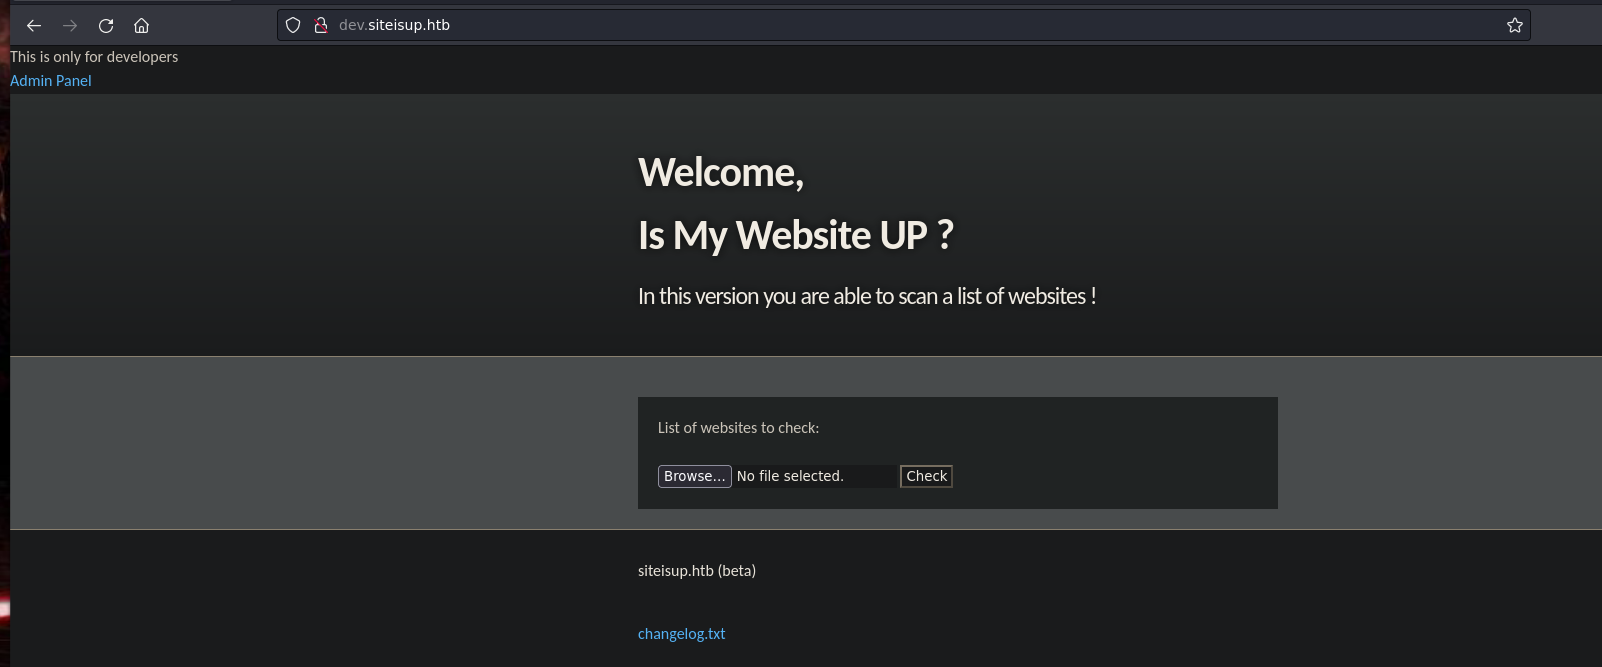 dev.siteisup.htb
This is only for developers
Admin Panel
Welcome,
Is My Website UP ?
In this version you are able to scan a list of websites !
List of websites to check:
Browse... No file selected. Check
siteisup.htb (beta)
changelog.txt